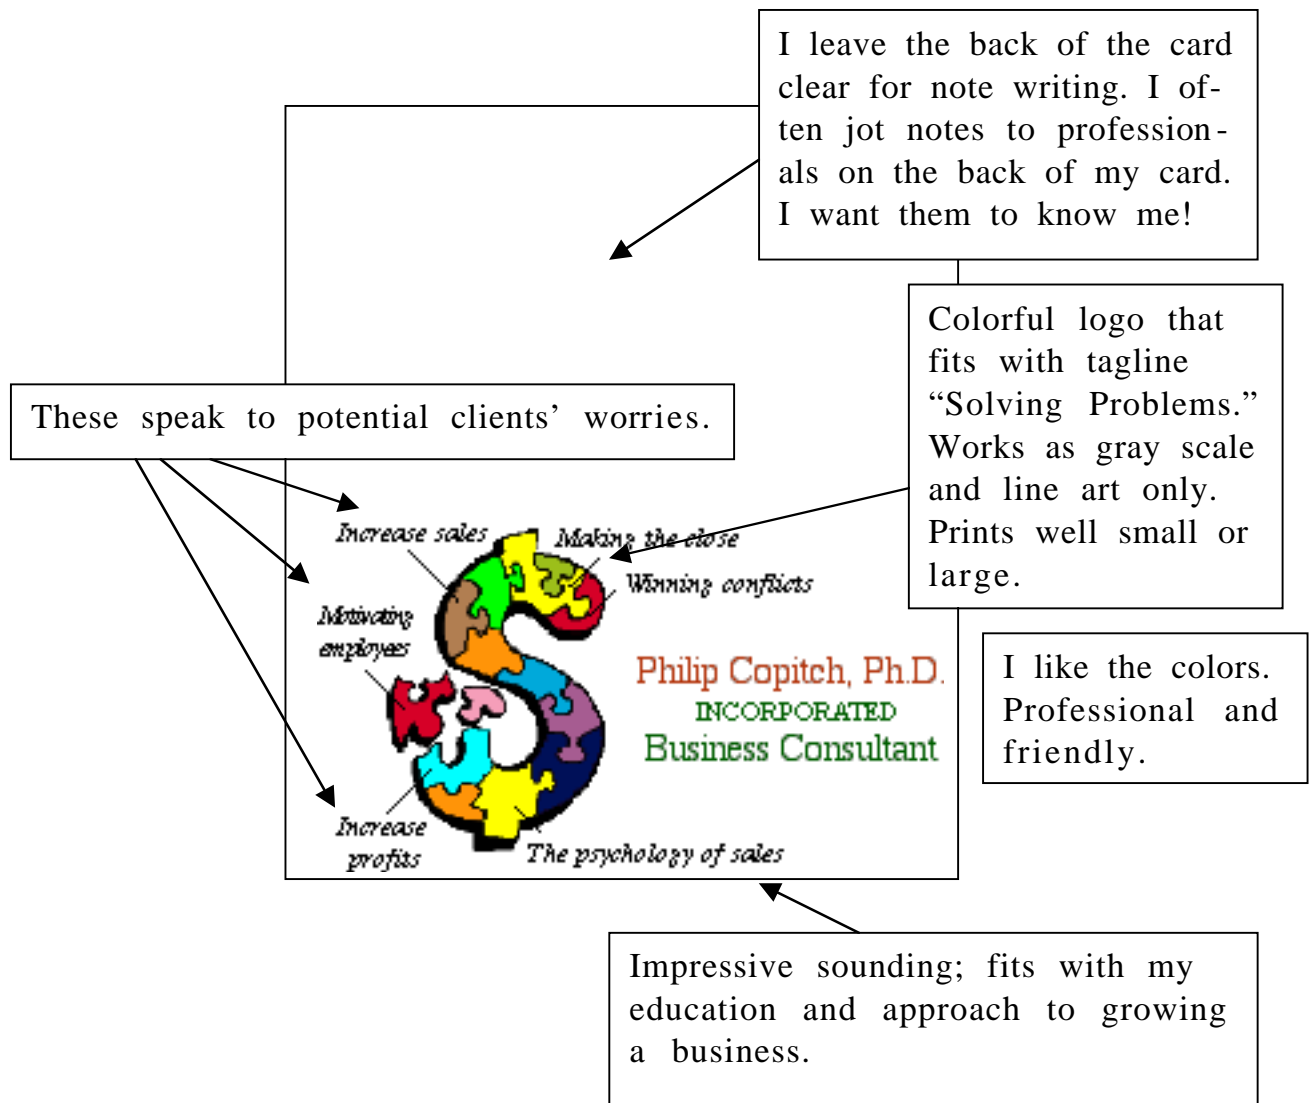 I leave the back of the card
clear for note writing. I of-
ten jot notes to profession-
als on the back of my card.
I want them to know me!
Colorful logo that
fits with tagline
“Solving Problems.”
Works as gray scale
and line art only.
Prints well small or
large.
These speak to potential clients’ worries.
Increase sales
Making the close
Winning conflicts
Motivating
employees
Philip Copitch, Ph.D.
INCORPORATED
Business Consultant
I like the colors.
Professional and
friendly.
Increase
profits
The psychology of sales
Impressive sounding; fits with my
education and approach to growing
a business.